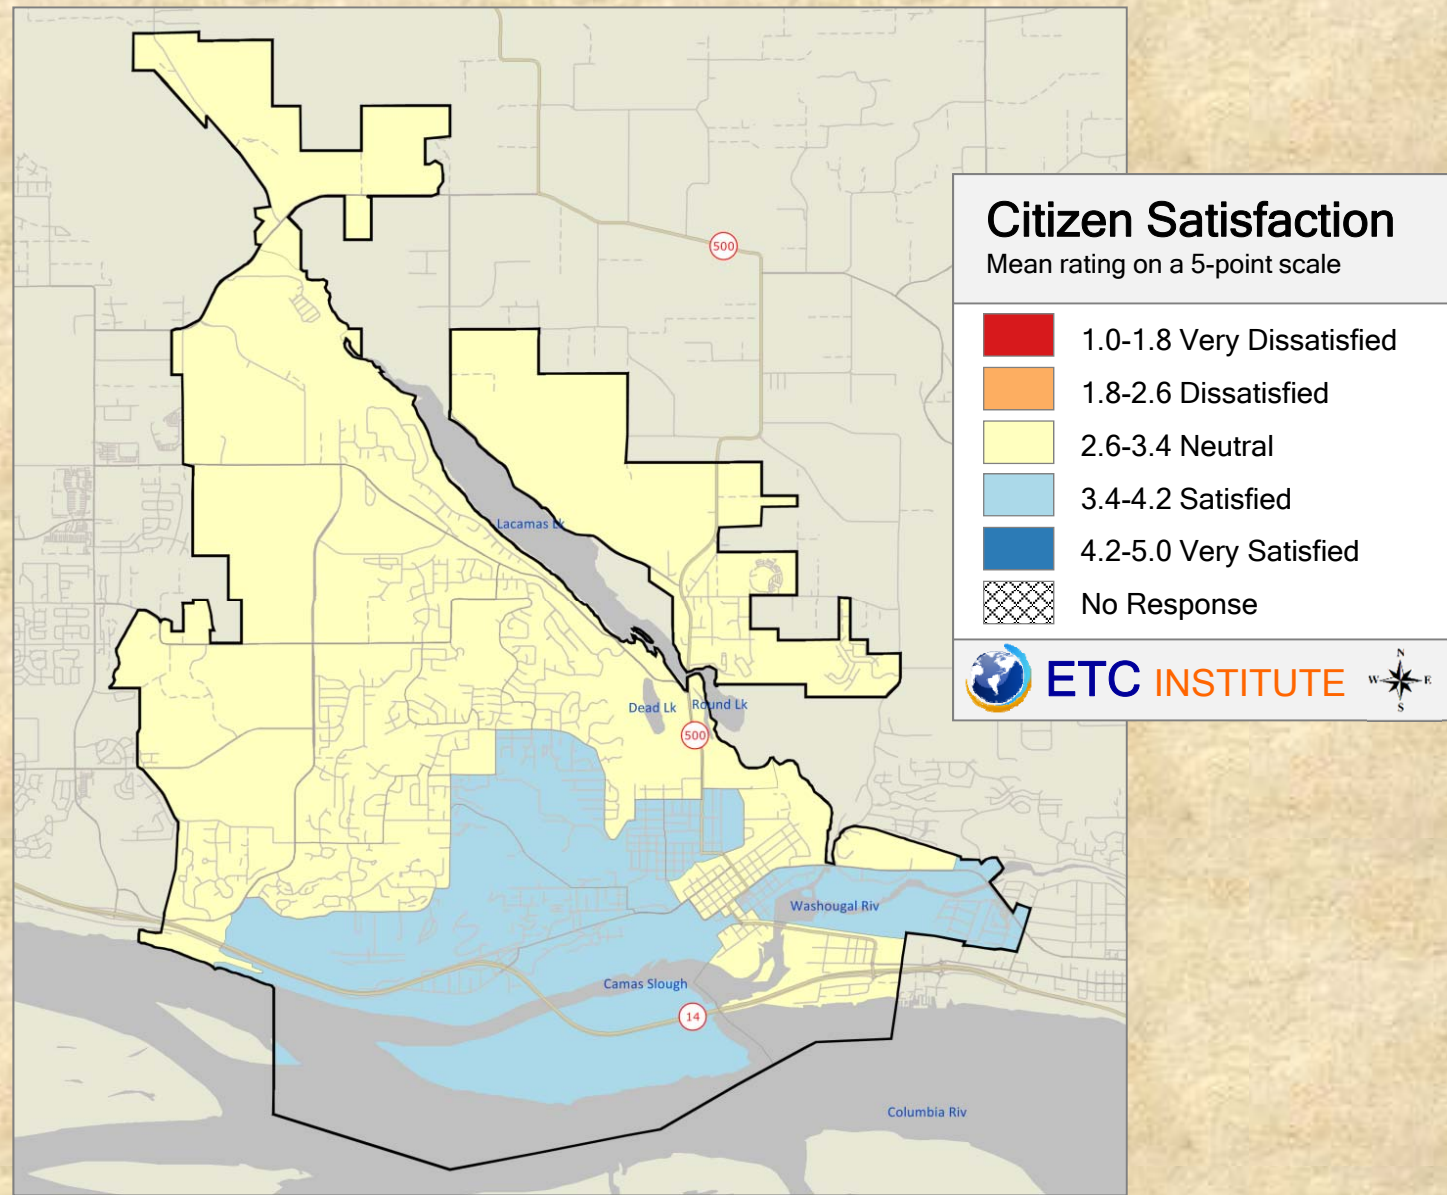 500
Citizen Satisfaction
Mean rating on a 5-point scale
1.0-1.8 Very Dissatisfied
1.8-2.6 Dissatisfied
2.6-3.4 Neutral
3.4-4.2 Satisfied
4.2-5.0 Very Satisfied
No Response
ETC INSTITUTE
N
W E
S
Lacamas Lk
Dead Lk
Round Lk
500
Washougal Riv
Camas Slough
14
Columbia Riv